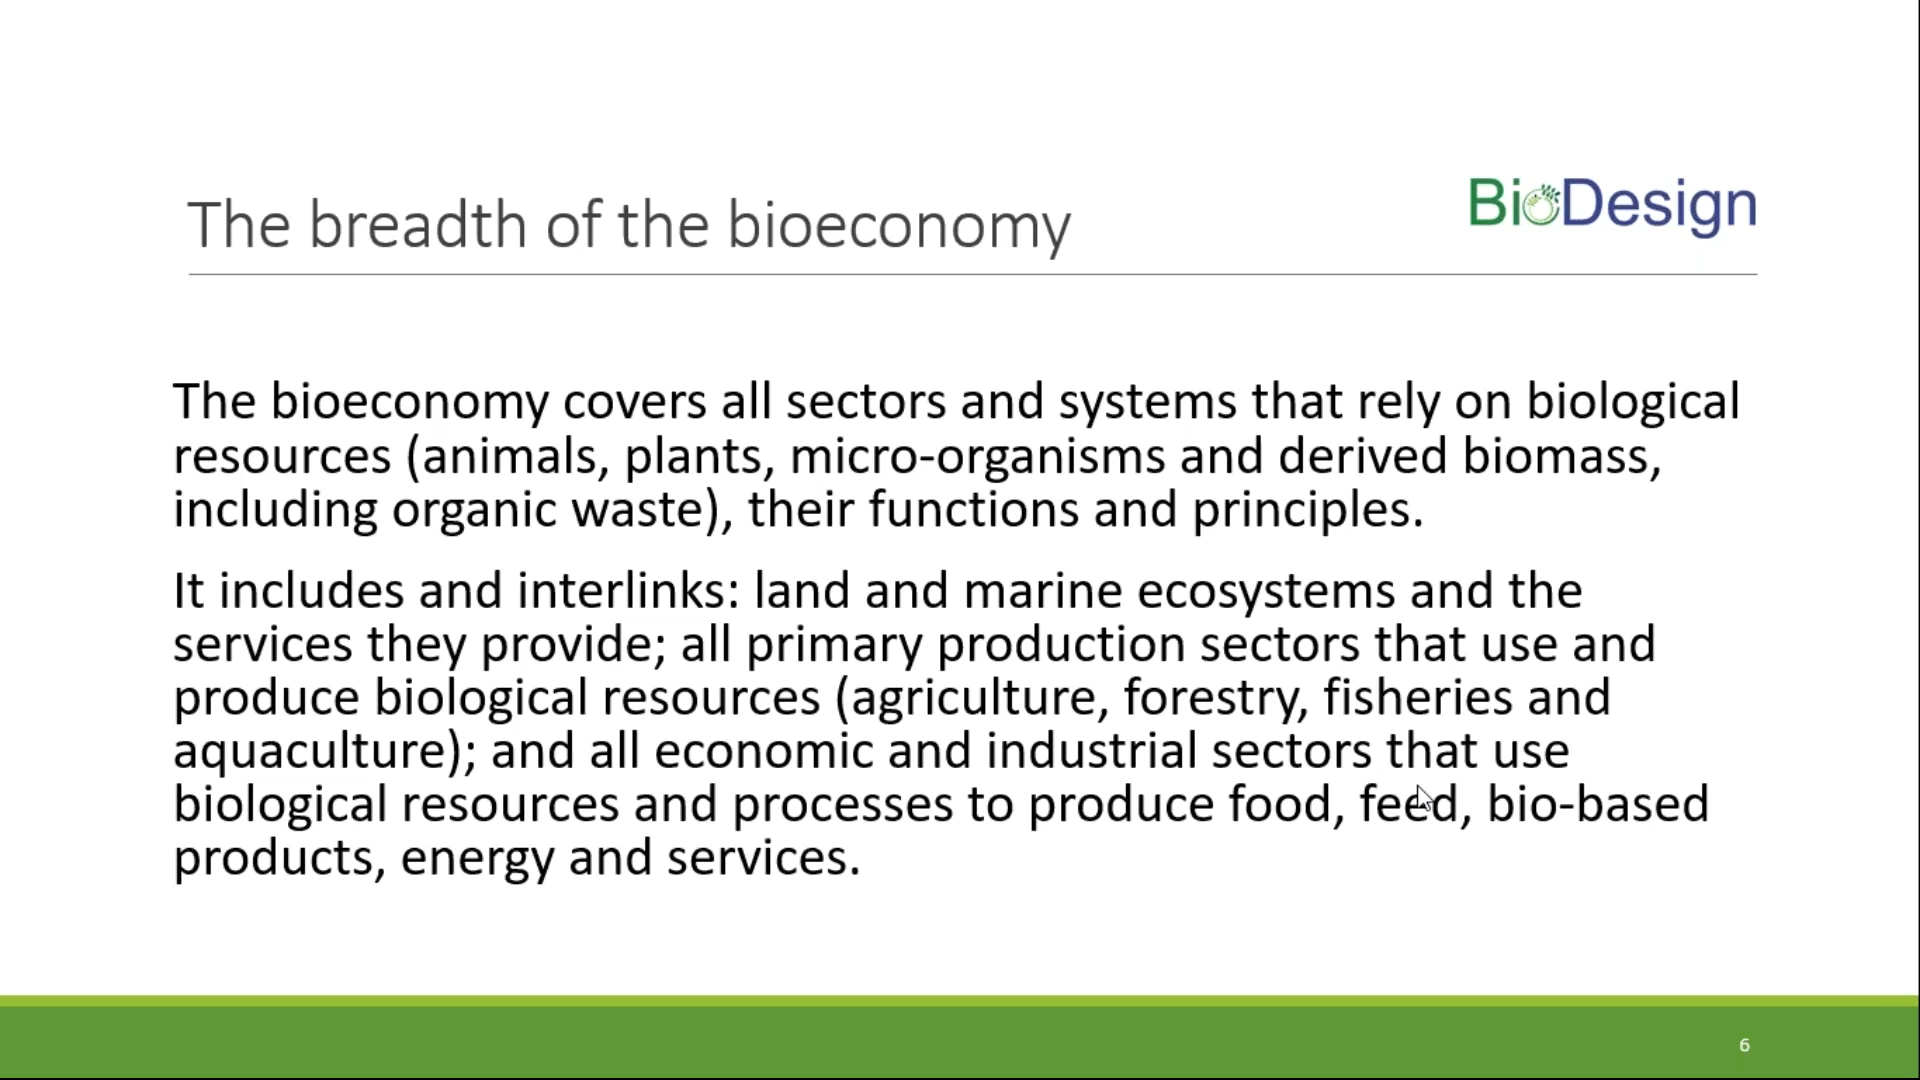 The breadth of the bioeconomy
BioDesign
The bioeconomy covers all sectors and systems that rely on biological
resources (animals, plants, micro-organisms and derived biomass,
including organic waste), their functions and principles.
It includes and interlinks: land and marine ecosystems and the
services they provide; all primary production sectors that use and
produce biological resources (agriculture, forestry, fisheries and
aquaculture); and all economic and industrial sectors that use
biological resources and processes to produce food, feed, bio-based
products, energy and services.
6